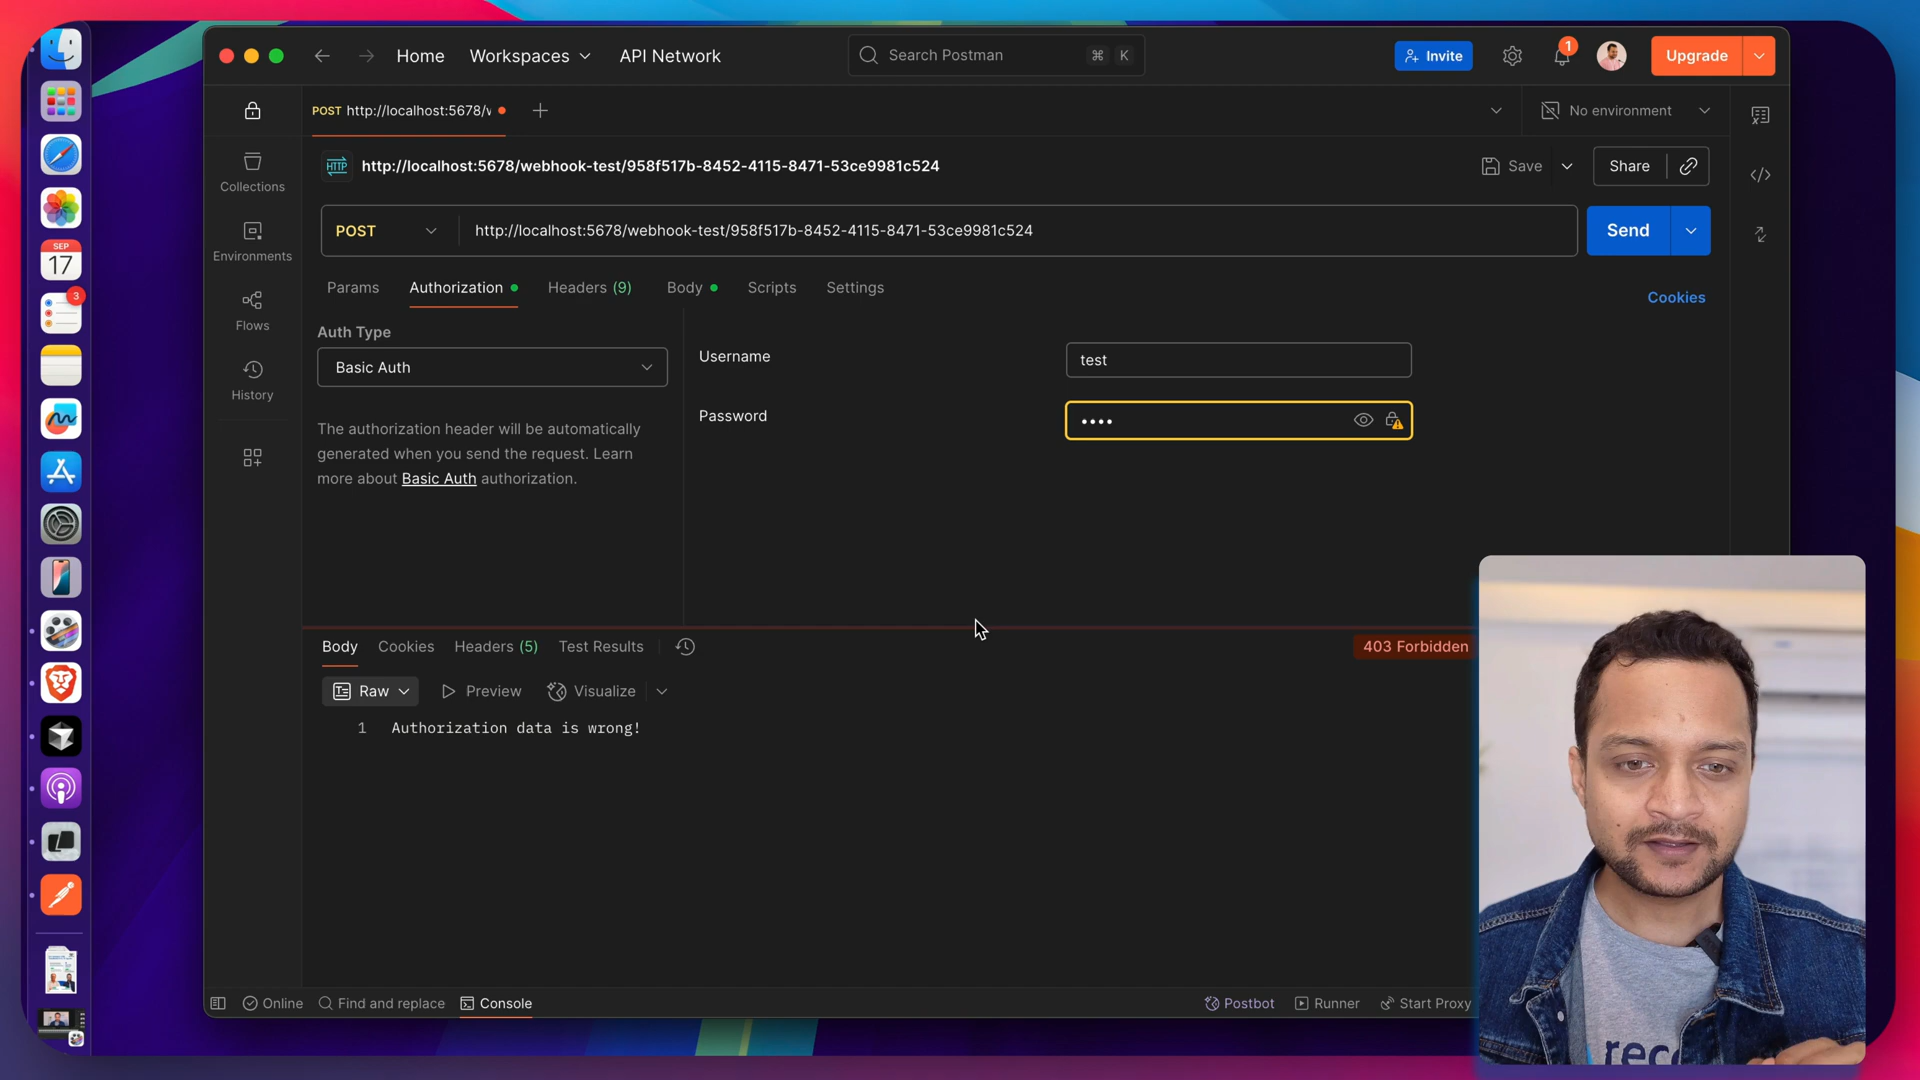 Home
Workspaces
API Network
Search Postman
⌘
K
Invite
1
Upgrade
POST http://localhost:5678/v
No environment
HTTP
http://localhost:5678/webhook-test/958f517b-8452-4115-8471-53ce9981c524
Save
Share
Collections
Environments
Flows
History
POST
http://localhost:5678/webhook-test/958f517b-8452-4115-8471-53ce9981c524
Send
Params
Authorization
Headers (9)
Body
Scripts
Settings
Cookies
Auth Type
Basic Auth
The authorization header will be automatically
generated when you send the request. Learn
more about Basic Auth authorization.
Username
test
Password
••••
SEP
17
3
Body
Cookies
Headers (5)
Test Results
403 Forbidden
Raw
Preview
Visualize
1
Authorization data is wrong!
Online
Find and replace
Console
Postbot
Runner
Start Proxy